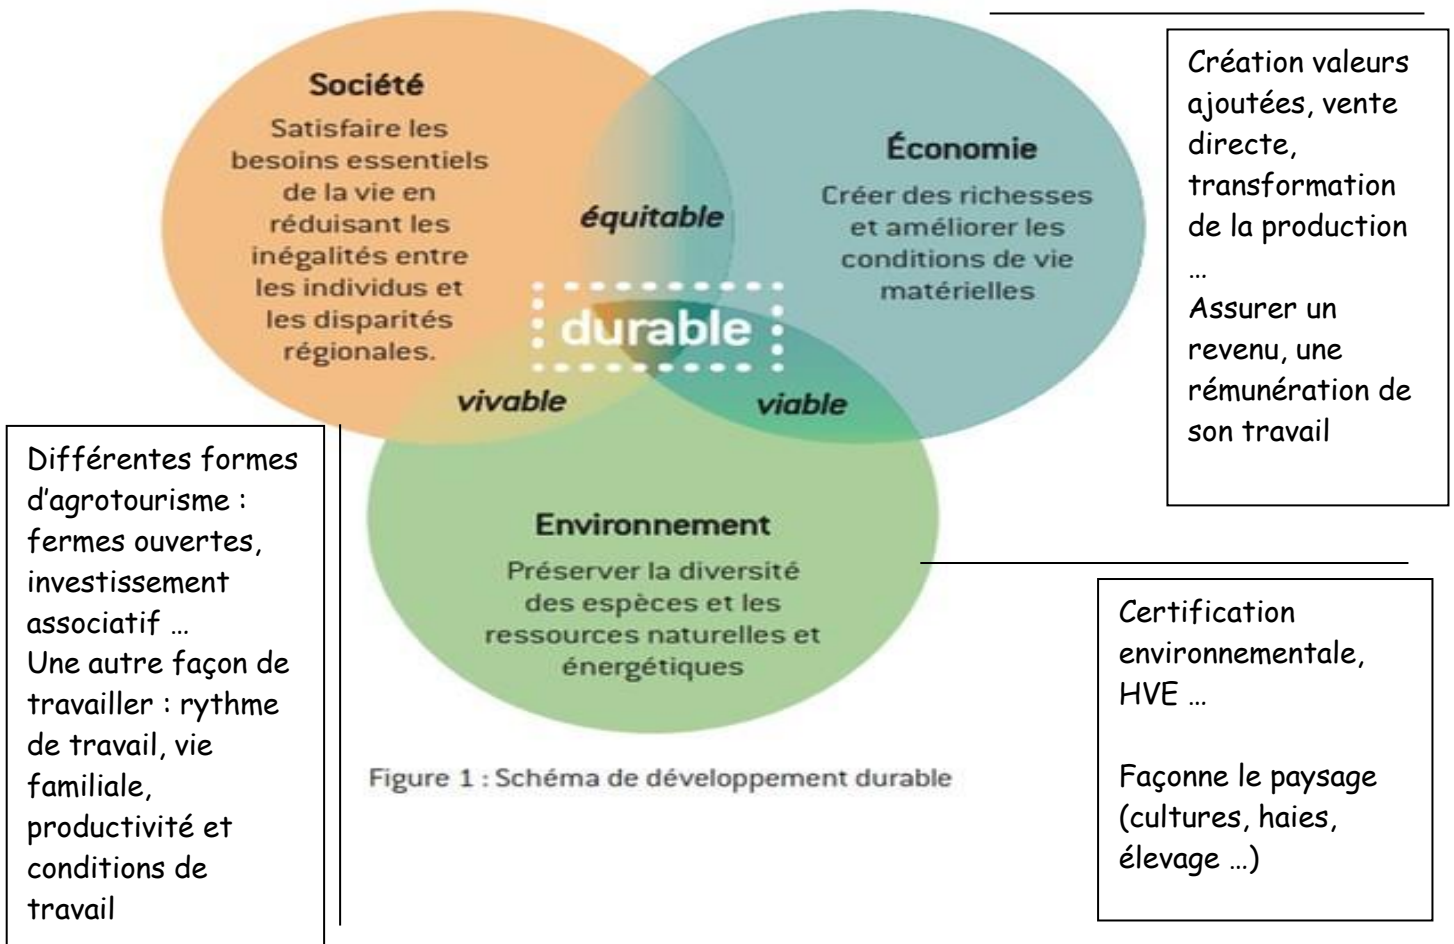 Société
Satisfaire les
besoins essentiels
de la vie en
réduisant les
inégalités entre
les individus et
les disparités
régionales.
Économie
Créer des richesses
et améliorer les
conditions de vie
matérielles
équitable
durable
vivable
viable
Environnement
Préserver la diversité
des espèces et les
ressources naturelles et
énergétiques
Figure 1 : Schéma de développement durable
Création valeurs
ajoutées, vente
directe,
transformation
de la production
…
Assurer un
revenu, une
rémunération de
son travail
Différentes formes
d'agrotourisme :
fermes ouvertes,
investissement
associatif …
Une autre façon de
travailler : rythme
de travail, vie
familiale,
productivité et
conditions de
travail
Certification
environnementale,
HVE …
Façonne le paysage
(cultures, haies,
élevage …)